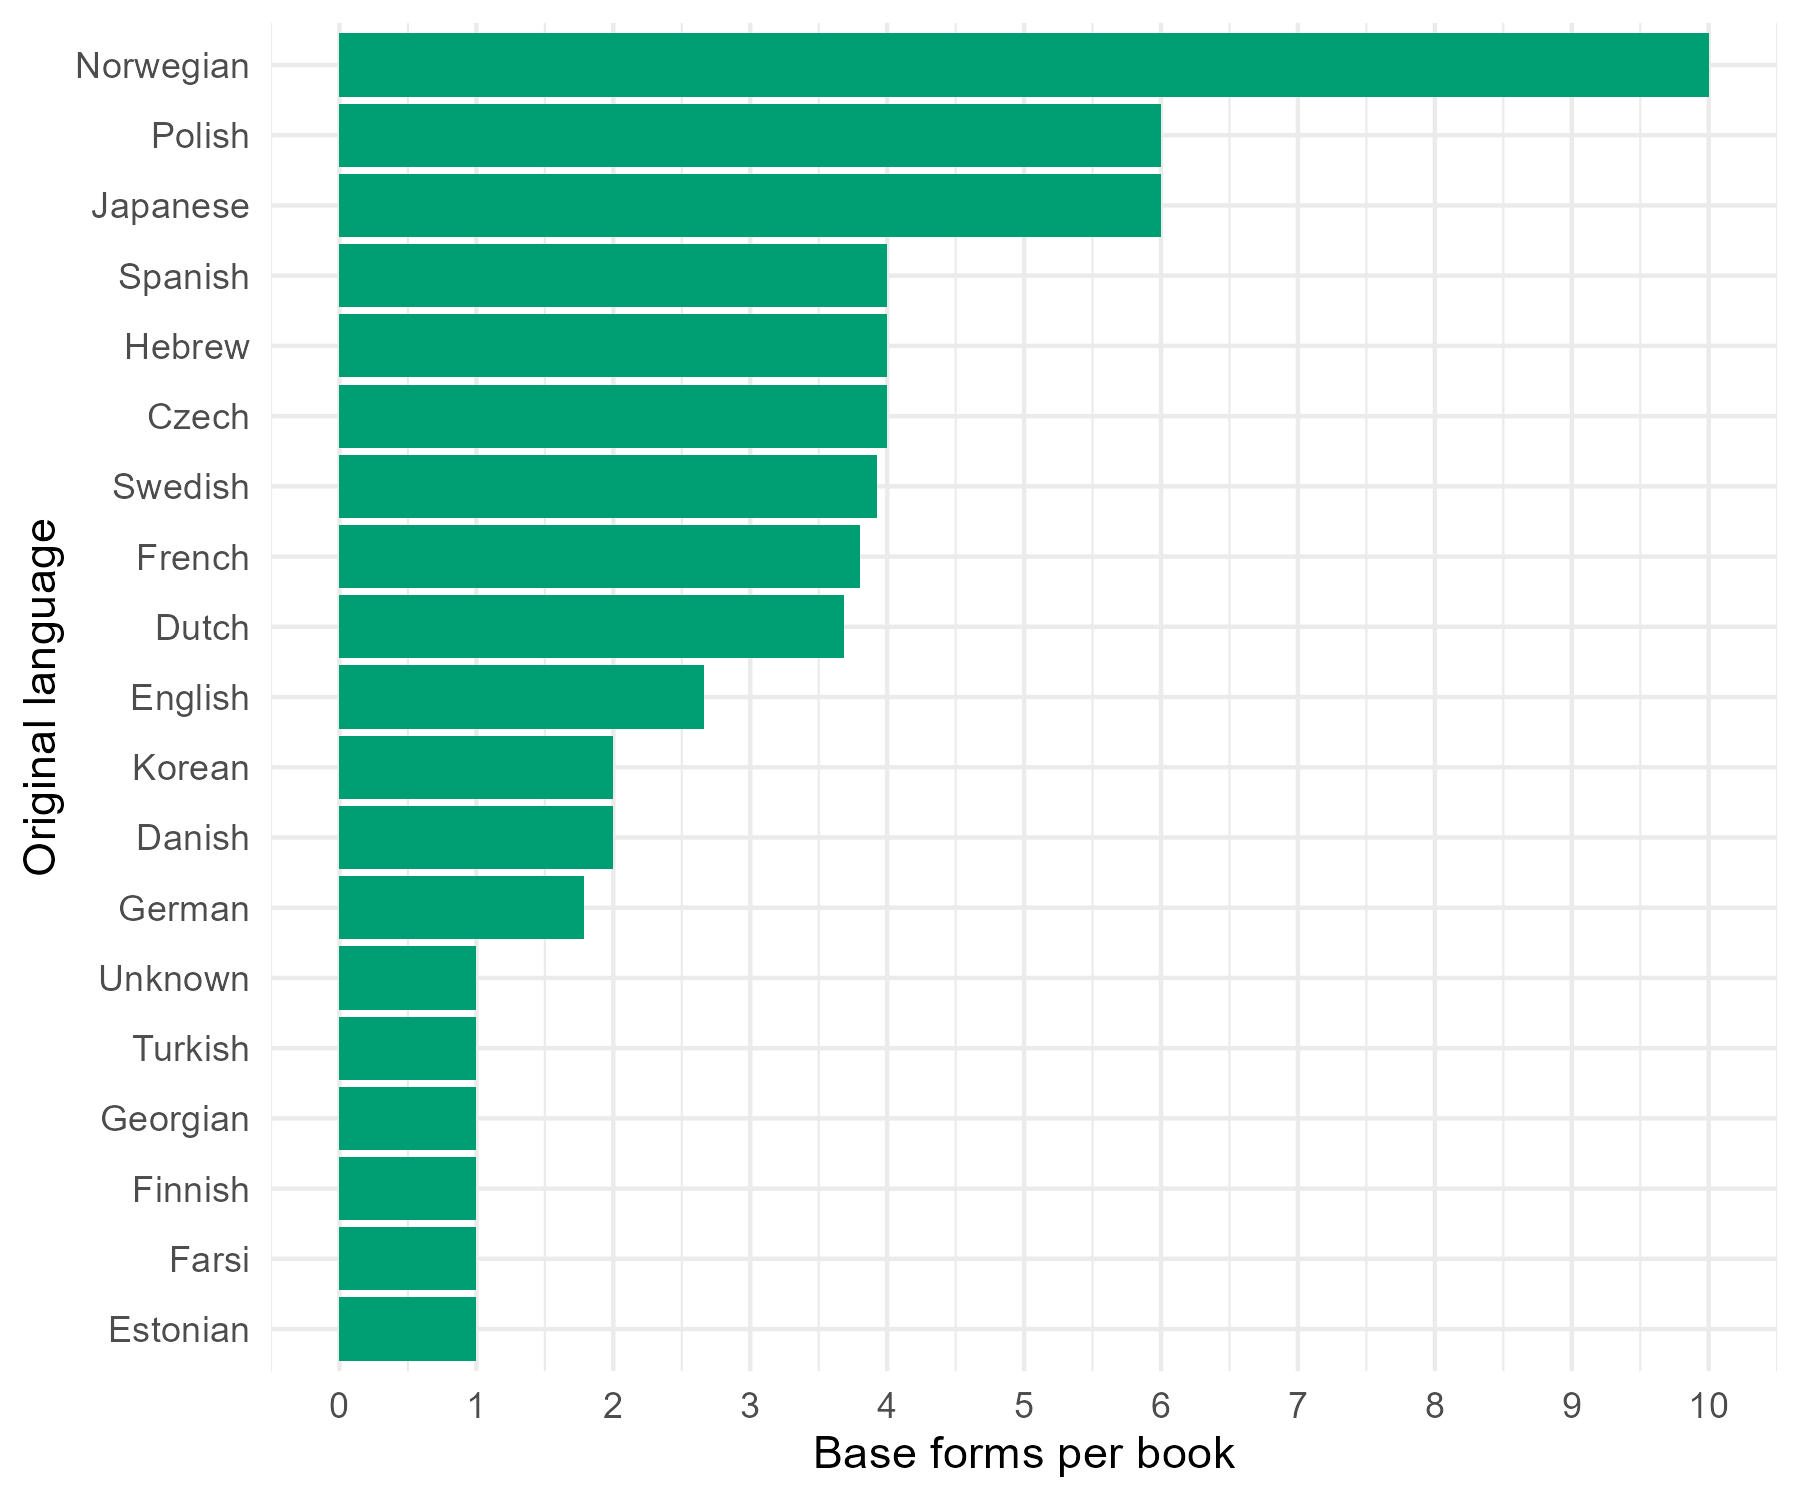 Original language
Norwegian
Polish
Japanese
Spanish
Hebrew
Czech
Swedish
French
Dutch
English
Korean
Danish
German
Unknown
Turkish
Georgian
Finnish
Farsi
Estonian
0 1 2 3 4 5 6 7 8 9 10
Base forms per book